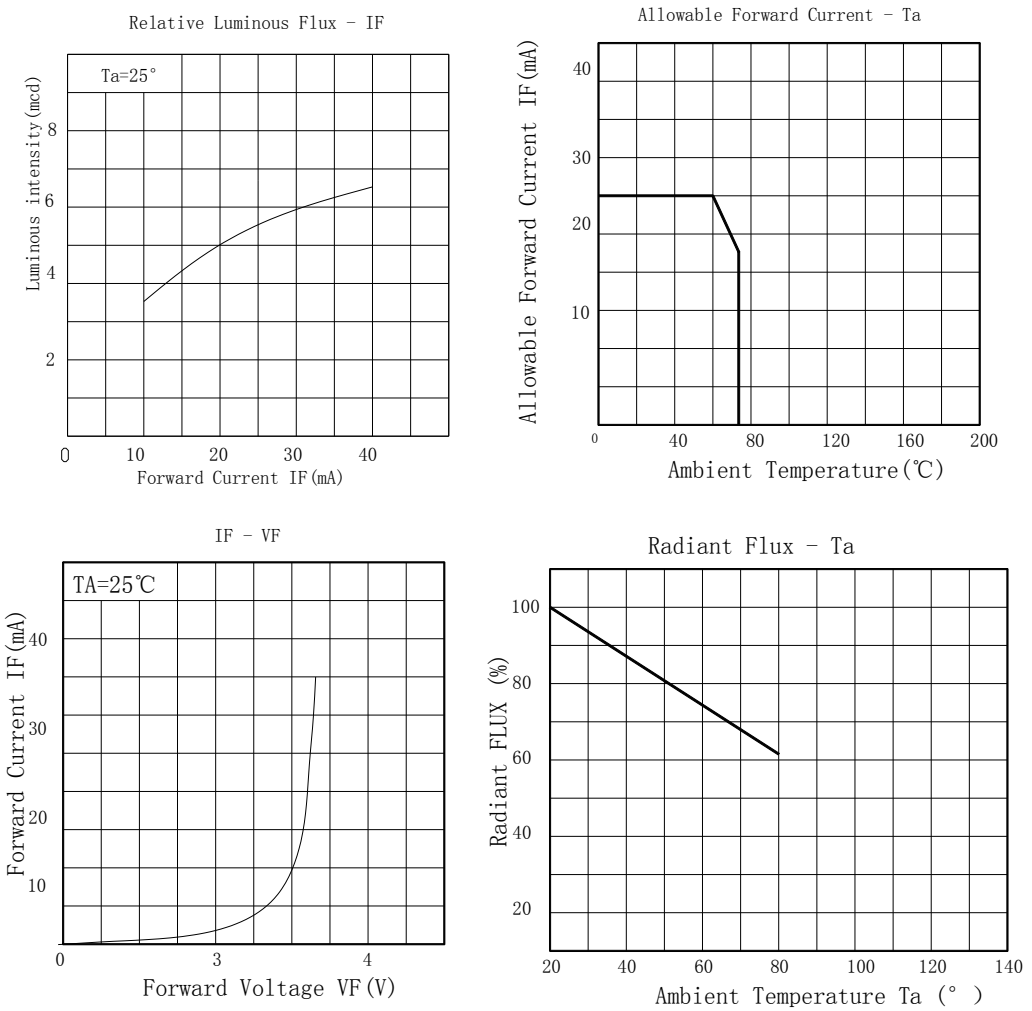 Relative Luminous Flux - IF
Ta=25°
Luminous intensity(mcd)
8
6
4
2
0 10 20 30 40
Forward Current IF(mA)
Allowable Forward Current - Ta
Allowable Forward Current IF(mA)
40
30
20
10
0 40 80 120 160 200
Ambient Temperature(℃)
IF - VF
TA=25℃
Forward Current IF(mA)
40
30
20
10
0 3 4
Forward Voltage VF(V)
Radiant Flux - Ta
Radiant FLUX (%)
100
80
60
40
20
20 40 60 80 100 120 140
Ambient Temperature Ta (° )